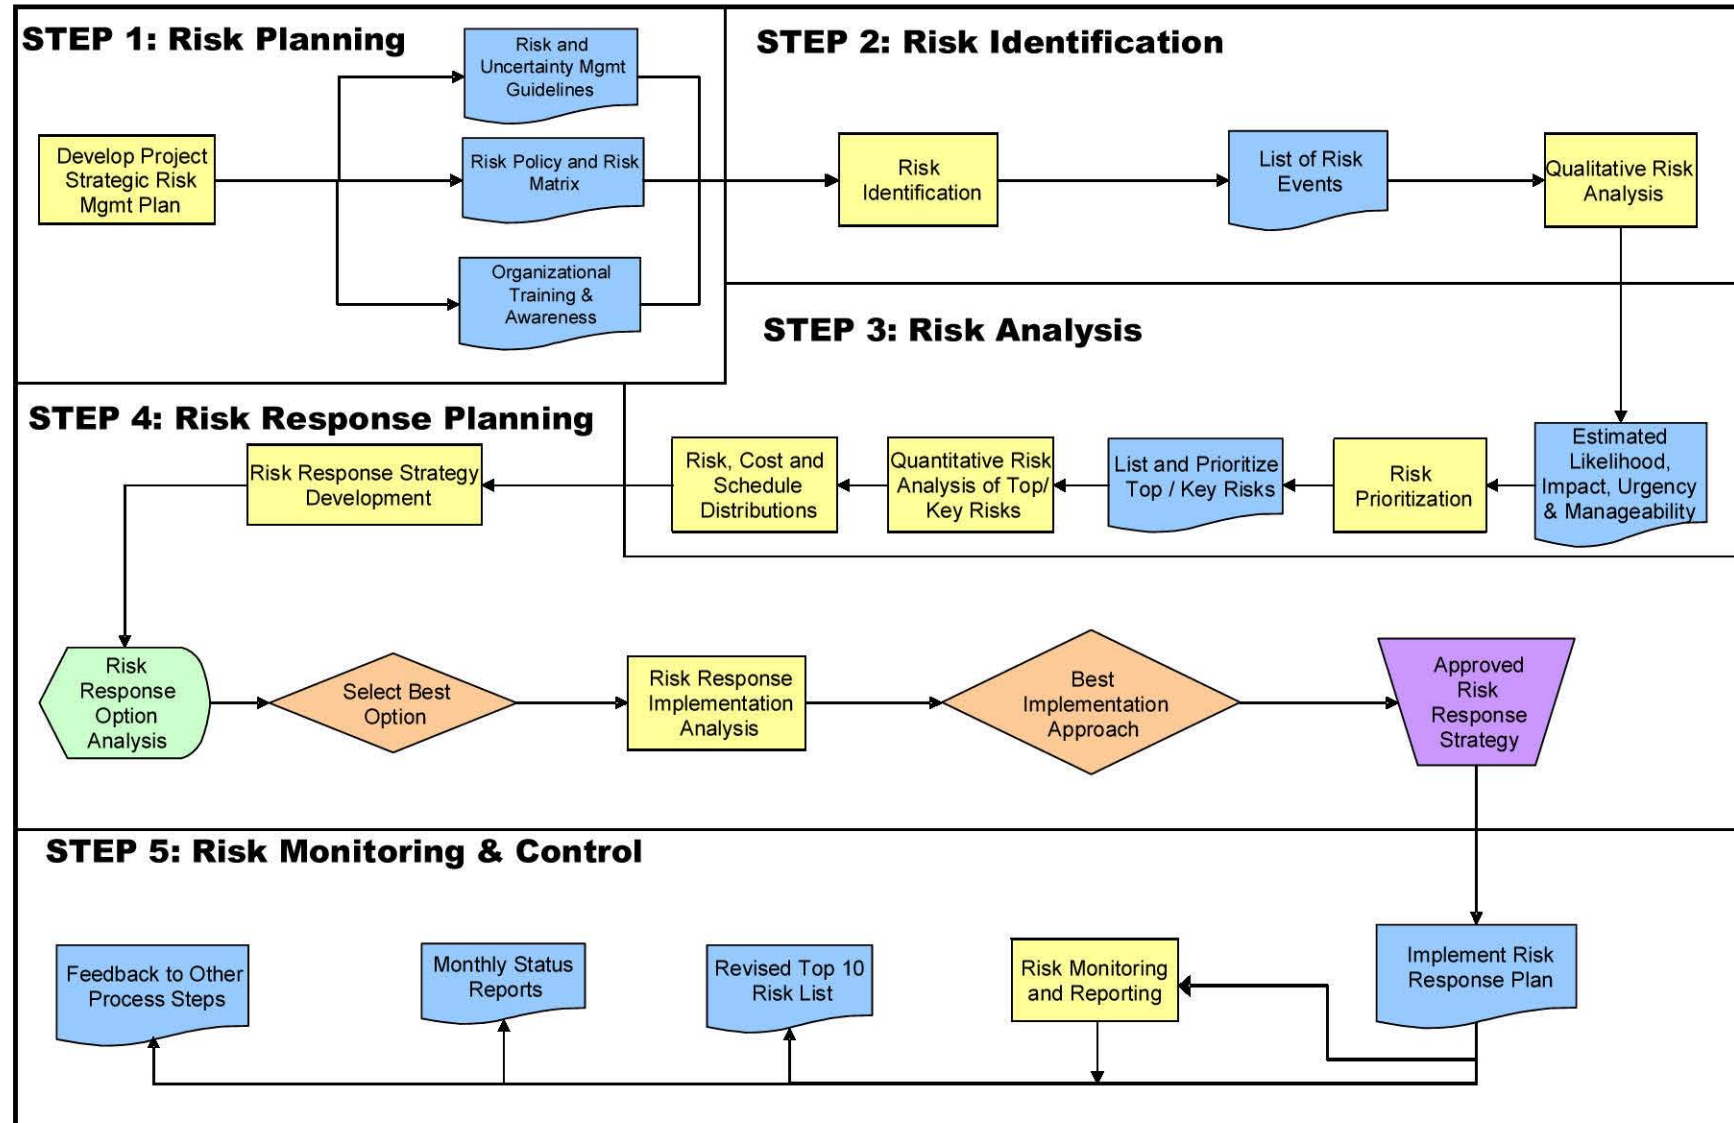 STEP 1: Risk Planning
Develop Project
Strategic Risk
Mgmt Plan
Risk and
Uncertainty Mgmt
Guidelines
Risk Policy and Risk
Matrix
Organizational
Training &
Awareness
STEP 2: Risk Identification
Risk
Identification
List of Risk
Events
Qualitative Risk
Analysis
STEP 3: Risk Analysis
Estimated
Likelihood,
Impact, Urgency
& Manageability
Risk
Prioritization
List and Prioritize
Top / Key Risks
Quantitative Risk
Analysis of Top/
Key Risks
Risk, Cost and
Schedule
Distributions
STEP 4: Risk Response Planning
Risk Response Strategy
Development
Risk
Response
Option
Analysis
Select Best
Option
Risk Response
Implementation
Analysis
Best
Implementation
Approach
Approved
Risk
Response
Strategy
STEP 5: Risk Monitoring & Control
Implement Risk
Response Plan
Risk Monitoring
and Reporting
Revised Top 10
Risk List
Monthly Status
Reports
Feedback to Other
Process Steps